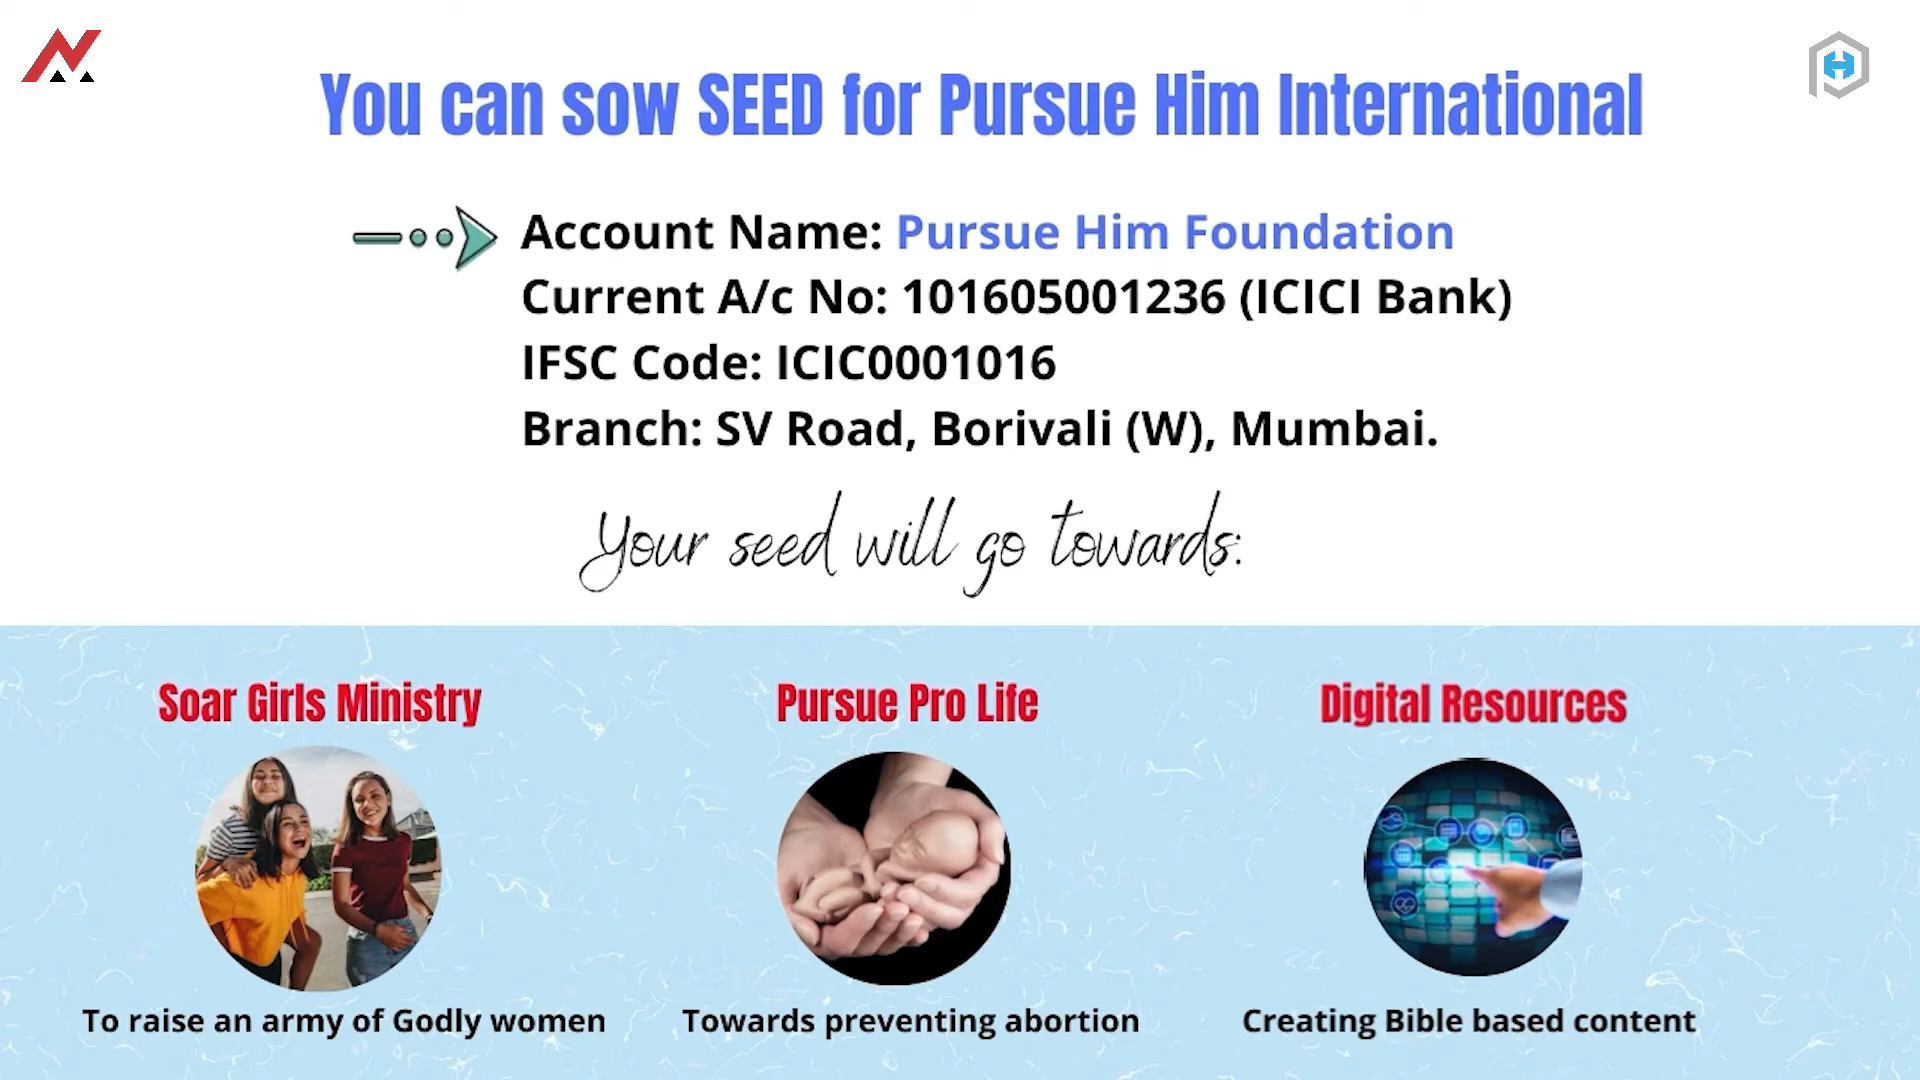 You can sow SEED for Pursue Him International
Account Name: Pursue Him Foundation
Current A/c No: 101605001236 (ICICI Bank)
IFSC Code: ICIC0001016
Branch: SV Road, Borivali (W), Mumbai.
Your seed will go towards:
Soar Girls Ministry
Pursue Pro Life
Digital Resources
To raise an army of Godly women
Towards preventing abortion
Creating Bible based content